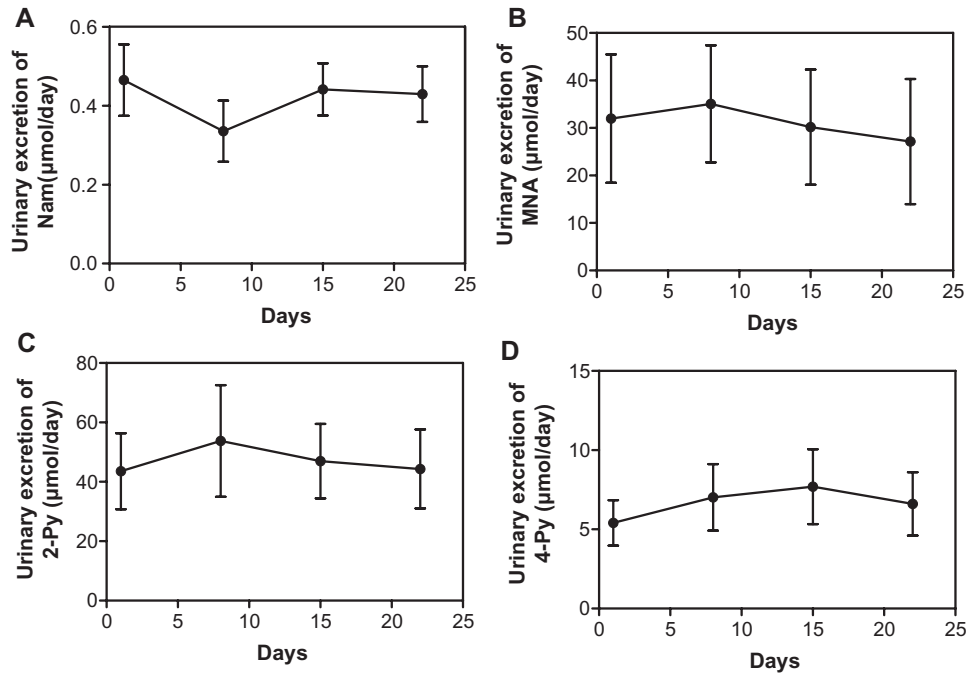 A
Urinary excretion of
Nam(µmol/day)
0.6
0.4
0.2
0.0
0 5 10 15 20 25
Days
B
Urinary excretion of
MNA (µmol/day)
50
40
30
20
10
0
0 5 10 15 20 25
Days
C
Urinary excretion of
2-Py (µmol/day)
80
60
40
20
0
0 5 10 15 20 25
Days
D
Urinary excretion of
4-Py (µmol/day)
15
10
5
0
0 5 10 15 20 25
Days